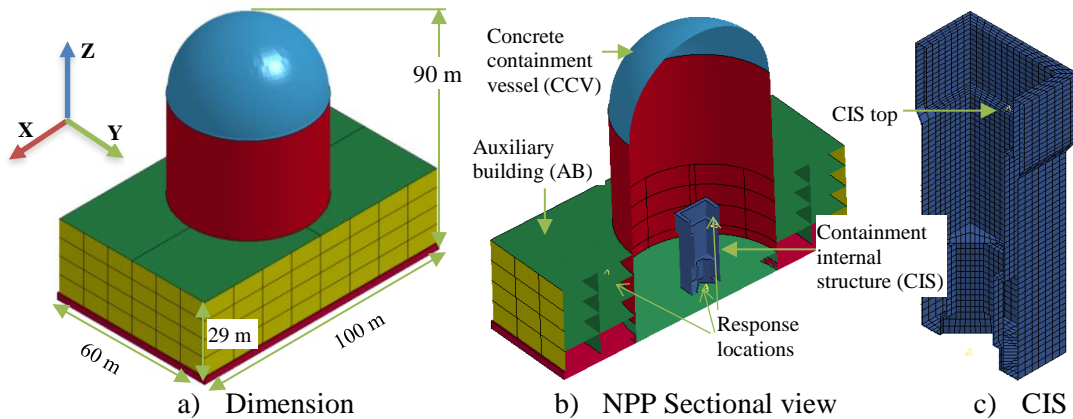 Z
X
Y
90 m
29 m
60 m
100 m
a) Dimension
Concrete
containment
vessel (CCV)
Auxiliary
building (AB)
Containment
internal
structure (CIS)
Response
locations
b) NPP Sectional view
CIS top
c) CIS